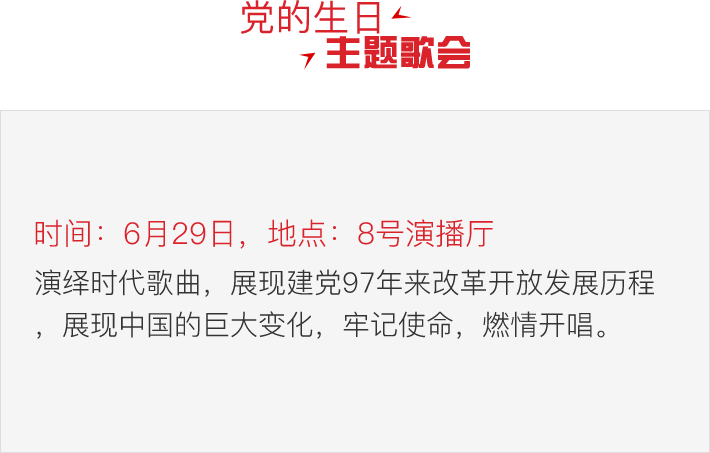 党的生日
主题歌会
时间：6月29日，地点：8号演播厅
演绎时代歌曲，展现建党97年来改革开放发展历程
，展现中国的巨大变化，牢记使命，燃情开唱。